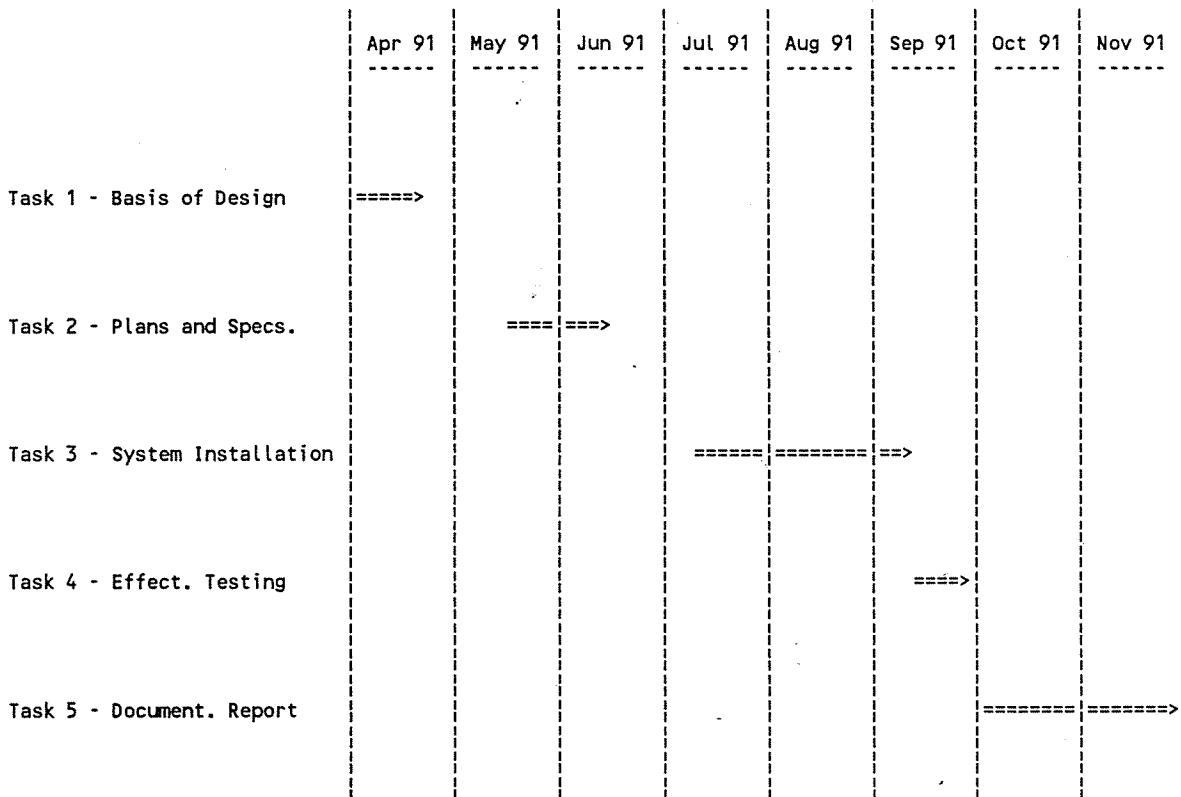 Apr 91 May 91 Jun 91 Jul 91 Aug 91 Sep 91 Oct 91 Nov 91
------ ------ ------ ------ ------ ------ ------ ------
Task 1 - Basis of Design =====>
Task 2 - Plans and Specs. ==== ===>
Task 3 - System Installation ====== ======== ==>
Task 4 - Effect. Testing ====>
Task 5 - Document. Report ======== =======>